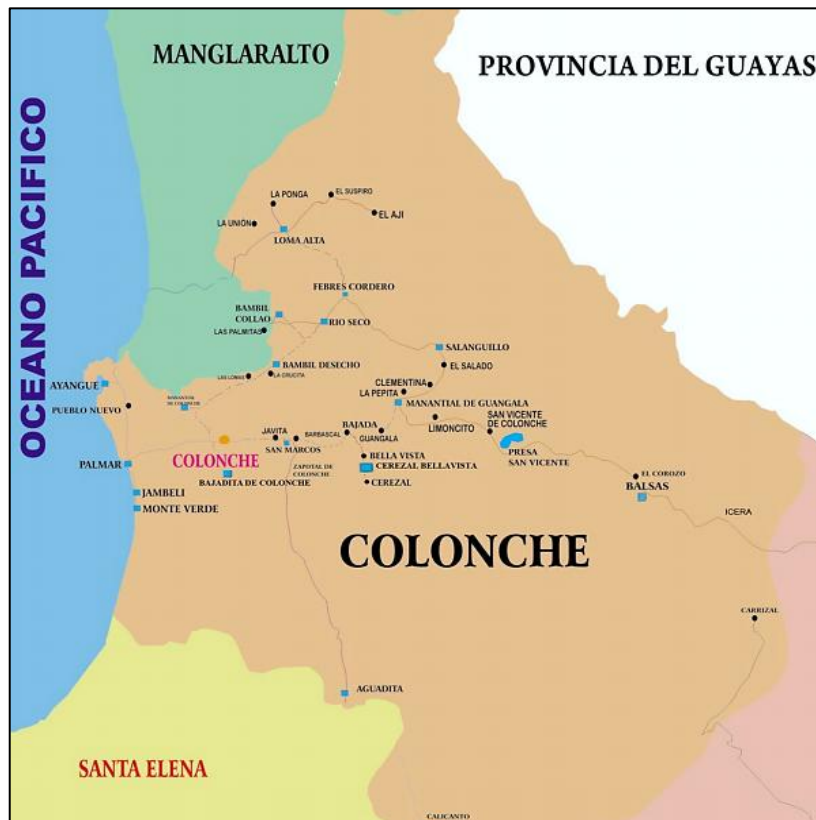 MANGLARALTO
PROVINCIA DEL GUAYAS
OCEANO PACIFICO
LA PONGA
EL SUSPIRO
EL AJI
LA UNIÓN
LOMA ALTA
FEBRES CORDERO
BAMBIL
COLLAO
RIO SECO
LAS PALMITAS
SALANGUILLO
BAMBIL DESECHO
EL SALADO
LAS LOMAS
LA CRUCITA
AYANGUE
CLEMENTINA
LA PEPITA
MANANTIAL
DE COLONCHE
MANANTIAL DE GUANGALA
PUEBLO NUEVO
LIMONCITO
SAN VICENTE
DE COLONCHE
BAJADA
GUANGALA
JAVITA
BARBASCAL
SAN MARCOS
PRESA
SAN VICENTE
COLONCHE
BELLA VISTA
PALMAR
ZAPOTAL DE
COLONCHE
CEREZAL BELLAVISTA
BAJADITA DE COLONCHE
CEREZAL
EL COROZO
BALSAS
JAMBELI
MONTE VERDE
ICERA
COLONCHE
CARRIZAL
AGUADITA
SANTA ELENA
CALICANTO